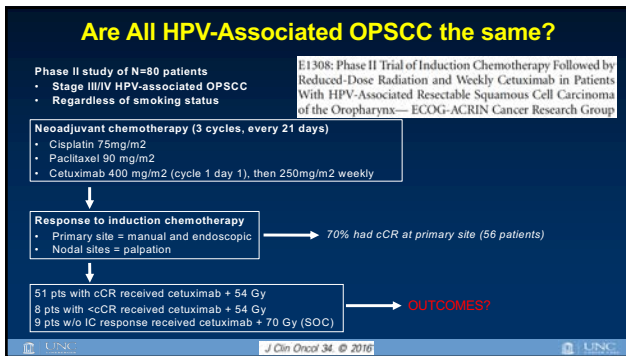 Are All HPV-Associated OPSCC the same?
Phase II study of N=80 patients
• Stage III/IV HPV-associated OPSCC
• Regardless of smoking status
E1308: Phase II Trial of Induction Chemotherapy Followed by
Reduced-Dose Radiation and Weekly Cetuximab in Patients
With HPV-Associated Resectable Squamous Cell Carcinoma
of the Oropharynx— ECOG-ACRIN Cancer Research Group
Neoadjuvant chemotherapy (3 cycles, every 21 days)
• Cisplatin 75mg/m2
• Paclitaxel 90 mg/m2
• Cetuximab 400 mg/m2 (cycle 1 day 1), then 250mg/m2 weekly
Response to induction chemotherapy
• Primary site = manual and endoscopic
• Nodal sites = palpation
70% had cCR at primary site (56 patients)
51 pts with cCR received cetuximab + 54 Gy
8 pts with <cCR received cetuximab + 54 Gy
9 pts w/o IC response received cetuximab + 70 Gy (SOC)
OUTCOMES?
UNC
J Clin Oncol 34. © 2016
UNC